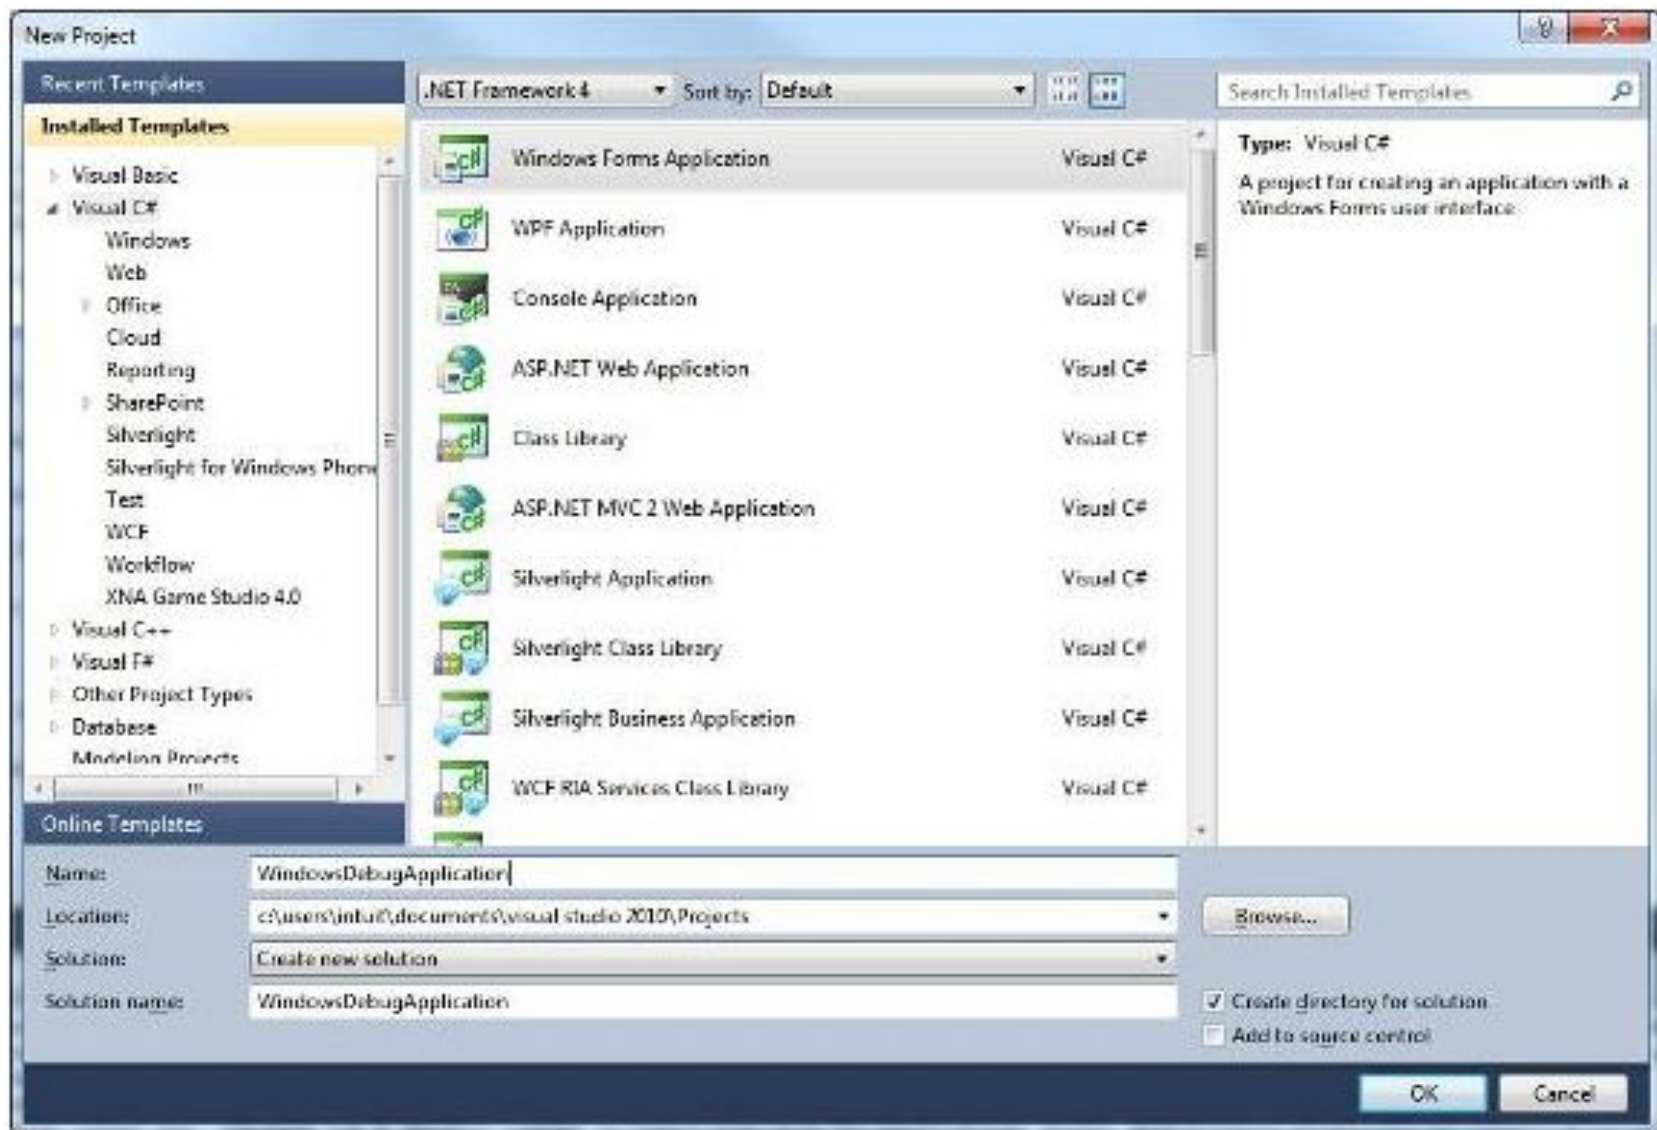 New Project
Recent Templates
.NET Framework 4
Sort by:
Default
Search Installed Templates
Installed Templates
Visual Basic
Visual C#
Windows
Web
Office
Cloud
Reporting
SharePoint
Silverlight
Silverlight for Windows Phone
Test
WCF
Workflow
XNA Game Studio 4.0
Visual C++
Visual F#
Other Project Types
Database
Modeling Projects
Online Templates
Windows Forms Application Visual C#
WPF Application Visual C#
Console Application Visual C#
ASP.NET Web Application Visual C#
Class Library Visual C#
ASP.NET MVC 2 Web Application Visual C#
Silverlight Application Visual C#
Silverlight Class Library Visual C#
Silverlight Business Application Visual C#
WCF RIA Services Class Library Visual C#
Type: Visual C#
A project for creating an application with a
Windows Forms user interface
Name: WindowsDebugApplication
Location: c:\users\intuit\documents\visual studio 2010\Projects
Browse...
Solution: Create new solution
Solution name: WindowsDebugApplication
Create directory for solution
Add to source control
OK Cancel